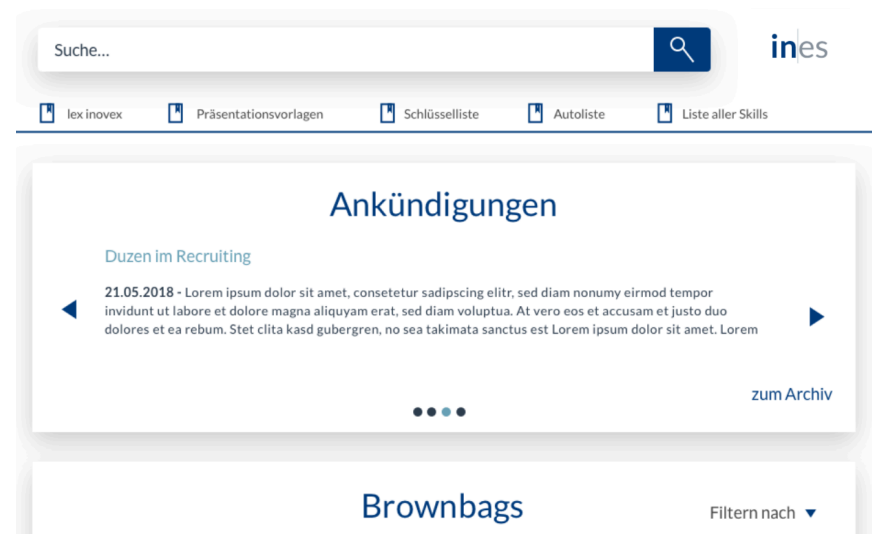 Suche...
ines
lex inovex
Präsentationsvorlagen
Schlüsselliste
Autoliste
Liste aller Skills
Ankündigungen
Duzen im Recruiting
21.05.2018 - Lorem ipsum dolor sit amet, consetetur sadipscing elitr, sed diam nonumy eirmod tempor
invidunt ut labore et dolore magna aliquyam erat, sed diam voluptua. At vero eos et accusam et justo duo
dolores et ea rebum. Stet clita kasd gubergren, no sea takimata sanctus est Lorem ipsum dolor sit amet. Lorem
zum Archiv
Brownbags
Filtern nach